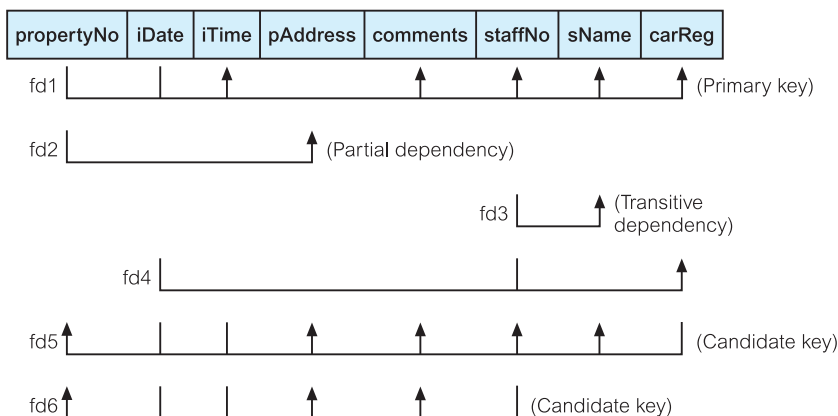 propertyNo iDate iTime pAddress comments staffNo sName carReg
fd1 (Primary key)
fd2 (Partial dependency)
fd3 (Transitive
dependency)
fd4
fd5 (Candidate key)
fd6 (Candidate key)